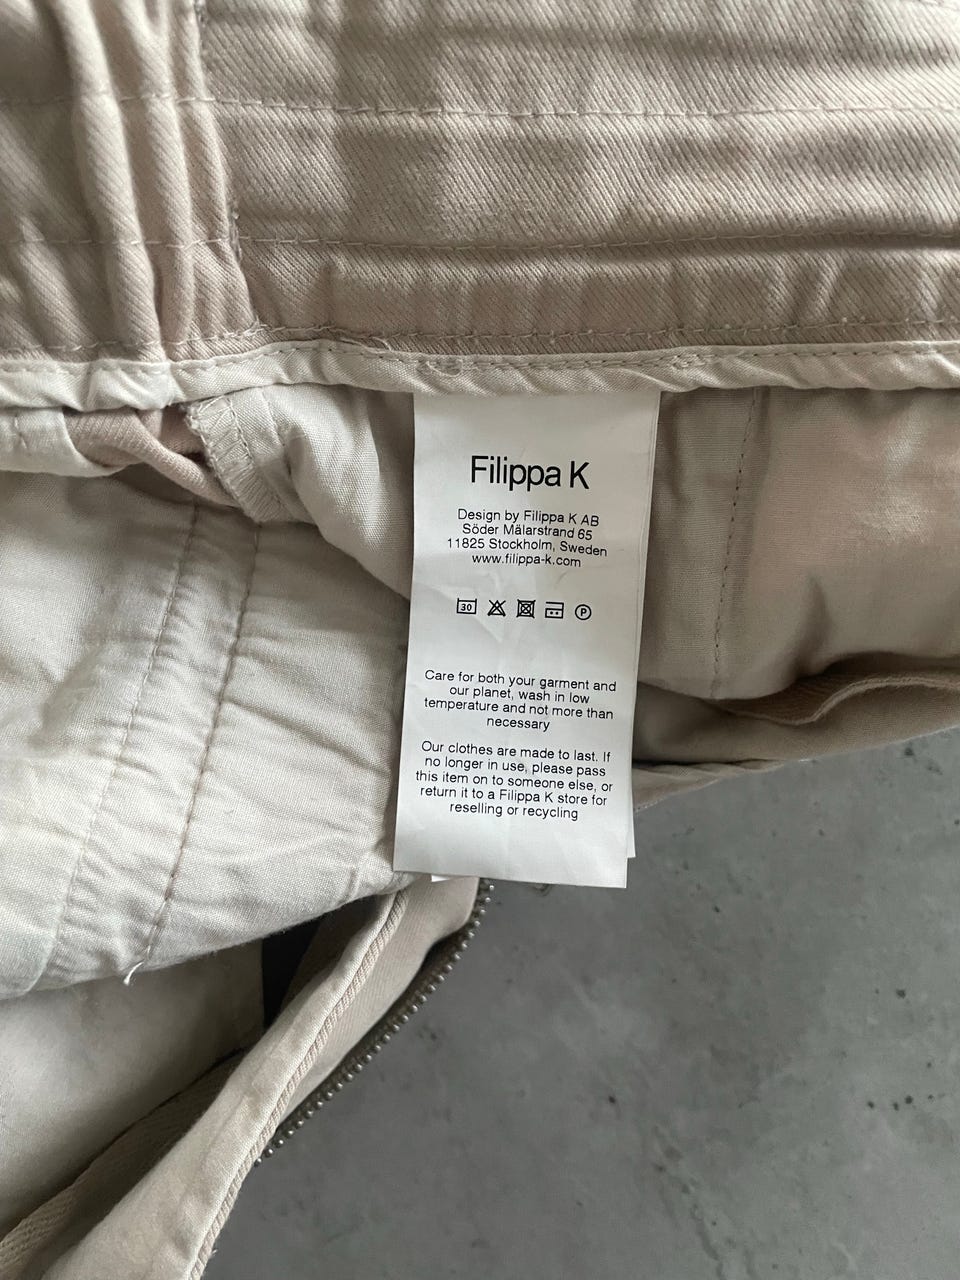 Filippa K
Design by Filippa K AB
Söder Mälarstrand 65
11825 Stockholm, Sweden
www.filippa-k.com
30
P
Care for both your garment and
our planet, wash in low
temperature and not more than
necessary
Our clothes are made to last. If
no longer in use, please pass
this item on to someone else, or
return it to a Filippa K store for
reselling or recycling